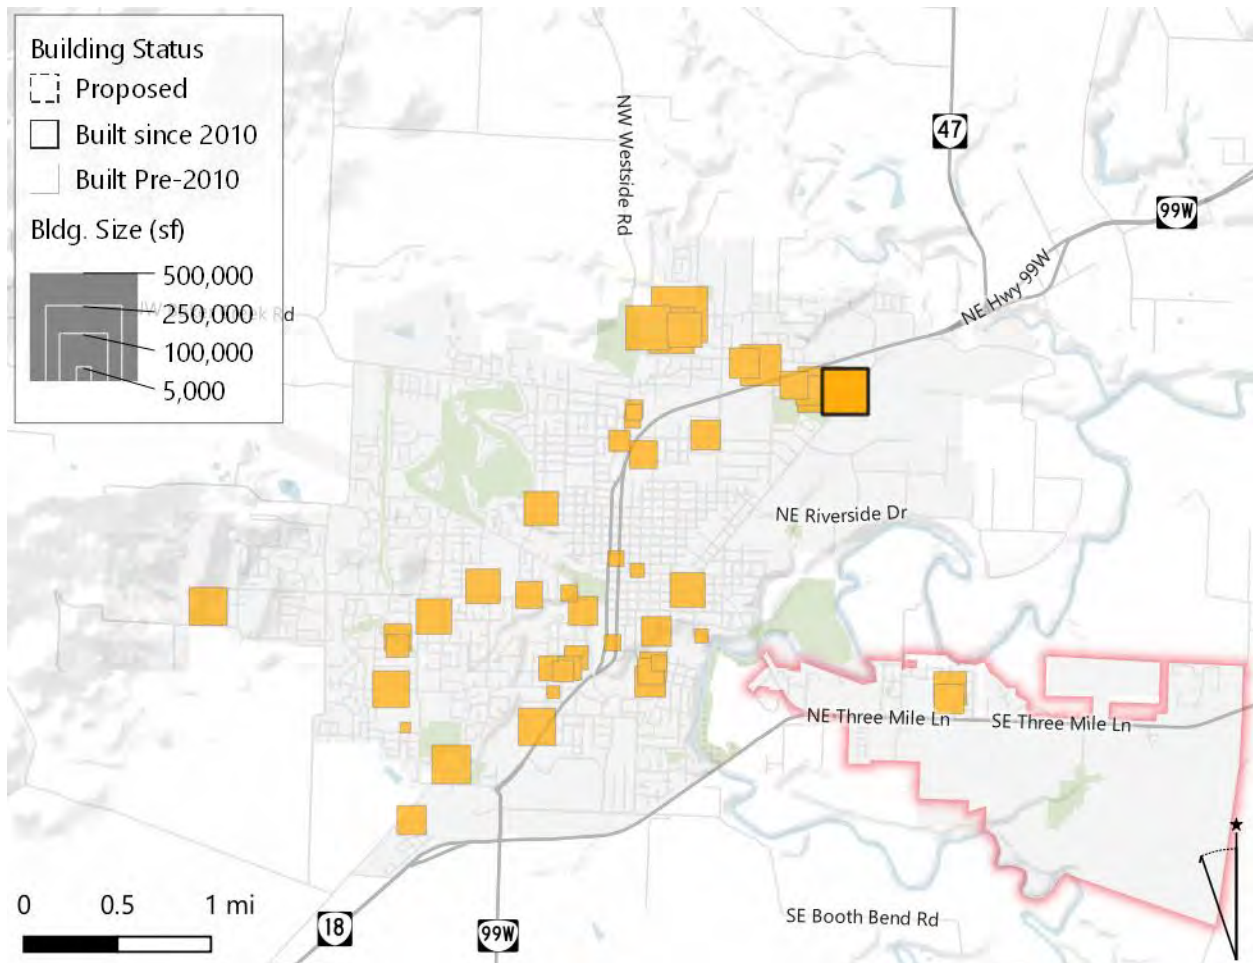 Building Status
Proposed
Built since 2010
Built Pre-2010
Bldg. Size (sf)
500,000
250,000
100,000
5,000
NW Westside Rd
47
99W
NE Hwy 99W
NE Riverside Dr
NE Three Mile Ln
SE Three Mile Ln
0 0.5 1 mi
18
99W
SE Booth Bend Rd